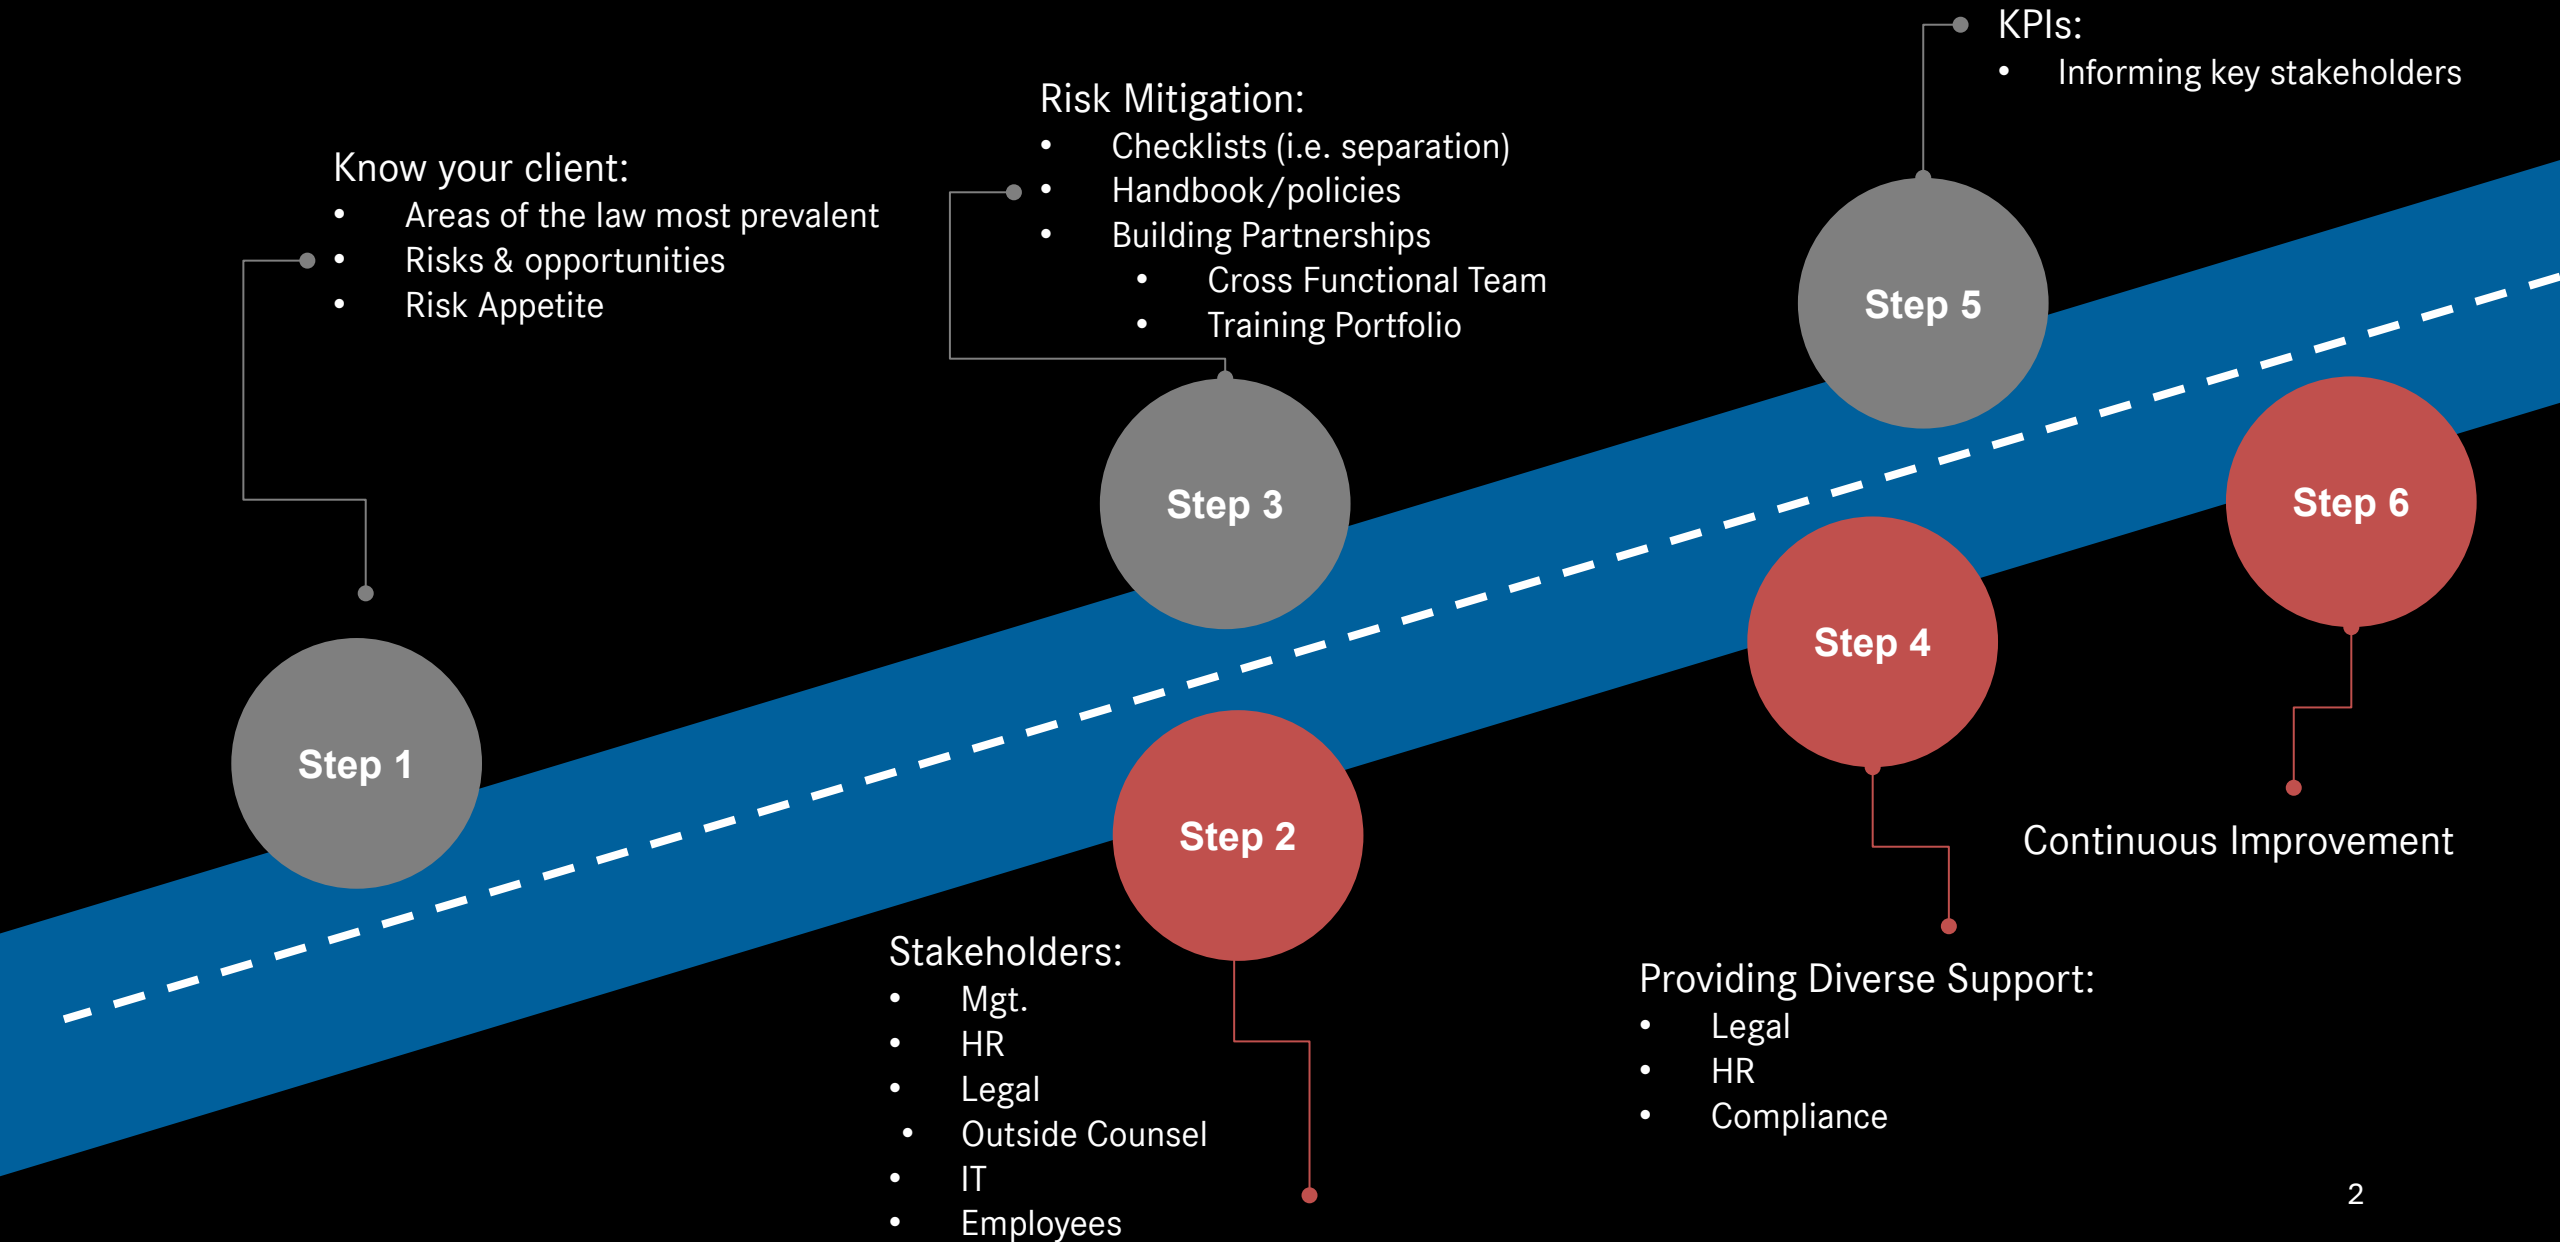 Know your client:
• Areas of the law most prevalent
• Risks & opportunities
• Risk Appetite
Step 1
Stakeholders:
• Mgt.
• HR
• Legal
• Outside Counsel
• IT
• Employees
Step 2
Risk Mitigation:
• Checklists (i.e. separation)
• Handbook/policies
• Building Partnerships
• Cross Functional Team
• Training Portfolio
Step 3
Step 4
Providing Diverse Support:
• Legal
• HR
• Compliance
KPIs:
• Informing key stakeholders
Step 5
Step 6
Continuous Improvement
2